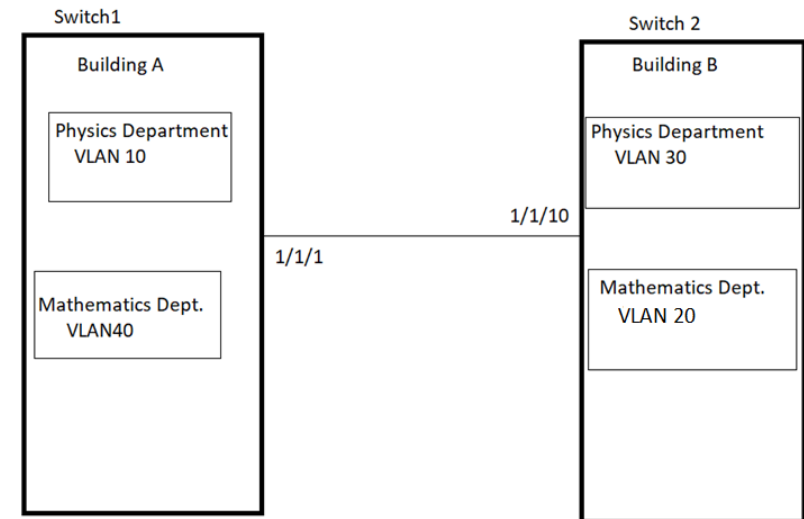 Switch1
Switch 2
Building A
Building B
Physics Department
VLAN 10
Physics Department
VLAN 30
1/1/10
1/1/1
Mathematics Dept.
VLAN40
Mathematics Dept.
VLAN 20